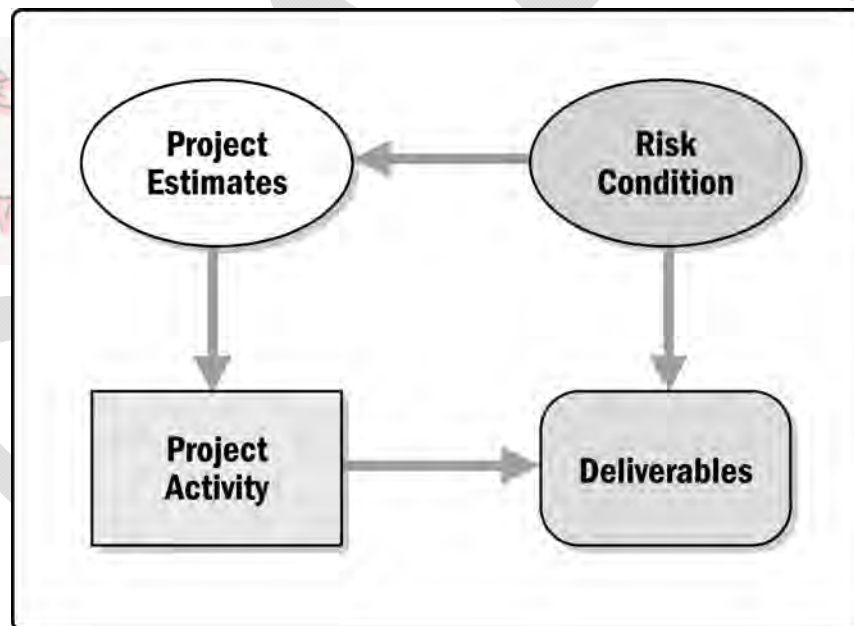 Project
Estimates
Risk
Condition
Project
Activity
Deliverables